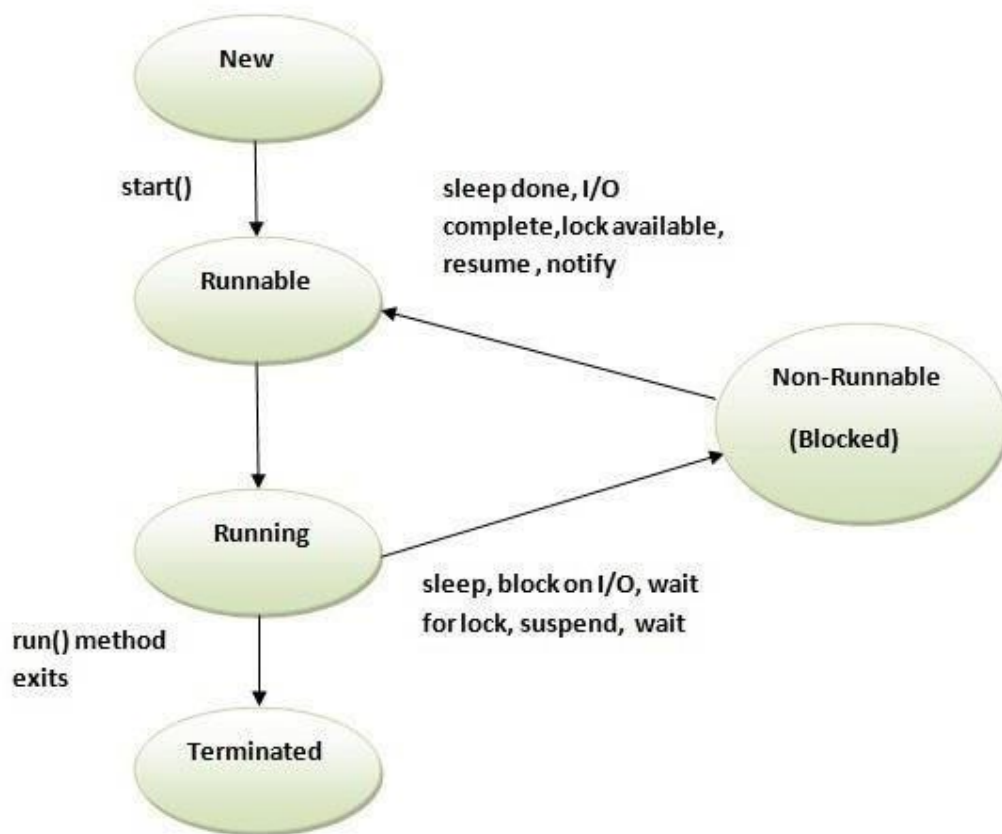 New
start()
sleep done, I/O
complete,lock available,
resume , notify
Runnable
Non-Runnable
(Blocked)
Running
sleep, block on I/O, wait
for lock, suspend, wait
run() method
exits
Terminated